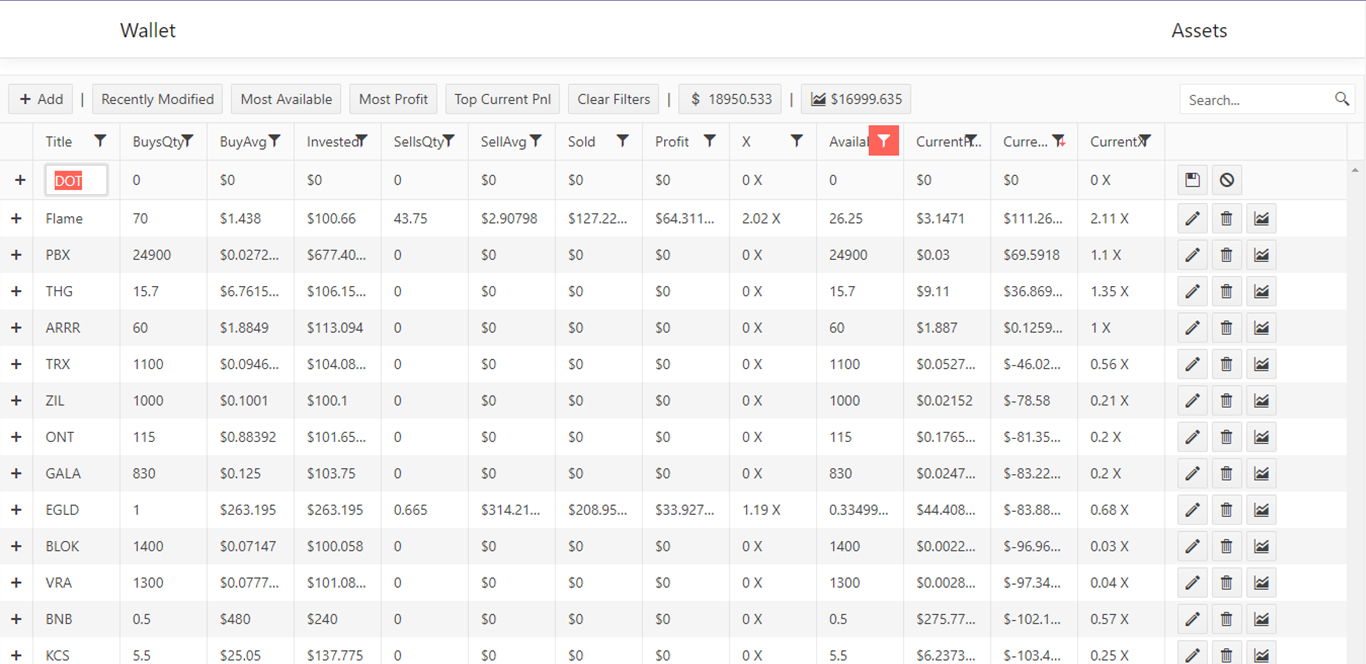 Wallet Assets
Add | Recently Modified Most Available Most Profit Top Current Pnl Clear Filters | $ 18950.533 | $16999.635 Search...
Title BuysQty BuyAvg Invested SellsQty SellAvg Sold Profit X Availal CurrentP... Curre... CurrentX
DOT 0 $0 $0 0 $0 $0 $0 0 X 0 $0 $0 0 X
Flame 70 $1.438 $100.66 43.75 $2.90798 $127.22... $64.311... 2.02 X 26.25 $3.1471 $111.26... 2.11 X
PBX 24900 $0.0272... $677.40... 0 $0 $0 $0 0 X 24900 $0.03 $69.5918 1.1 X
THG 15.7 $6.7615... $106.15... 0 $0 $0 $0 0 X 15.7 $9.11 $36.869... 1.35 X
ARRR 60 $1.8849 $113.094 0 $0 $0 $0 0 X 60 $1.887 $0.1259... 1 X
TRX 1100 $0.0946... $104.08... 0 $0 $0 $0 0 X 1100 $0.0527... $-46.02... 0.56 X
ZIL 1000 $0.1001 $100.1 0 $0 $0 $0 0 X 1000 $0.02152 $-78.58 0.21 X
ONT 115 $0.88392 $101.65... 0 $0 $0 $0 0 X 115 $0.1765... $-81.35... 0.2 X
GALA 830 $0.125 $103.75 0 $0 $0 $0 0 X 830 $0.0247... $-83.22... 0.2 X
EGLD 1 $263.195 $263.195 0.665 $314.21... $208.95... $33.927... 1.19 X 0.33499... $44.408... $-83.88... 0.68 X
BLOK 1400 $0.07147 $100.058 0 $0 $0 $0 0 X 1400 $0.0022... $-96.96... 0.03 X
VRA 1300 $0.0777... $101.08... 0 $0 $0 $0 0 X 1300 $0.0028... $-97.34... 0.04 X
BNB 0.5 $480 $240 0 $0 $0 $0 0 X 0.5 $275.77... $-102.1... 0.57 X
KCS 5.5 $25.05 $137.775 0 $0 $0 $0 0 X 5.5 $6.2373... $-103.4... 0.25 X